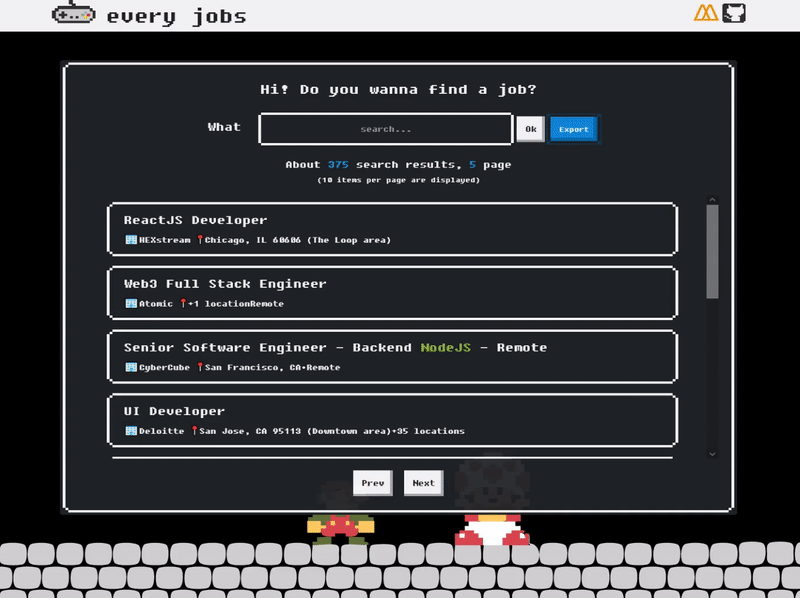 every jobs
Hi! Do you wanna find a job?
What
search...
Ok
Export
About 375 search results, 5 page
(10 items per page are displayed)
ReactJS Developer
HEXstream Chicago, IL 60606 (The Loop area)
Web3 Full Stack Engineer
Atomic +1 locationRemote
Senior Software Engineer - Backend NodeJS - Remote
CyberCube San Francisco, CA•Remote
UI Developer
Deloitte San Jose, CA 95113 (Downtown area)+35 locations
Prev
Next